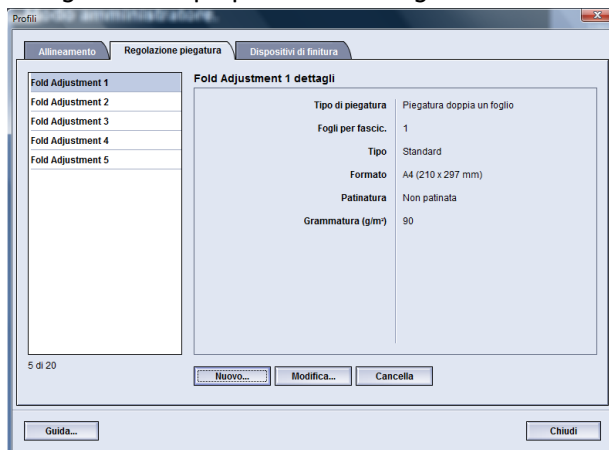 Profili
Allineamento
Regolazione piegatura
Dispositivi di finitura
Fold Adjustment 1
Fold Adjustment 2
Fold Adjustment 3
Fold Adjustment 4
Fold Adjustment 5
5 di 20
Fold Adjustment 1 dettagli
Tipo di piegatura Piegatura doppia un foglio
Fogli per fascic. 1
Tipo Standard
Formato A4 (210 x 297 mm)
Patinatura Non patinata
Grammatura (g/m²) 90
Nuovo... Modifica... Cancella
Guida... Chiudi